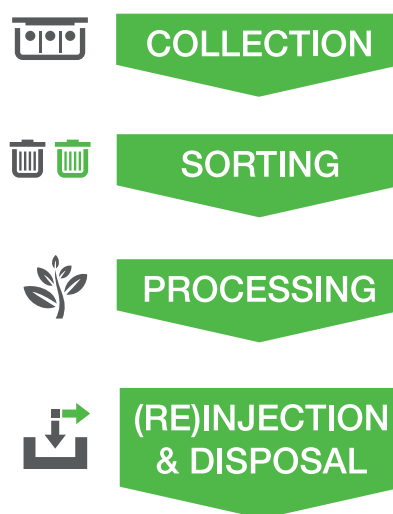 COLLECTION
SORTING
PROCESSING
(RE)INJECTION
& DISPOSAL